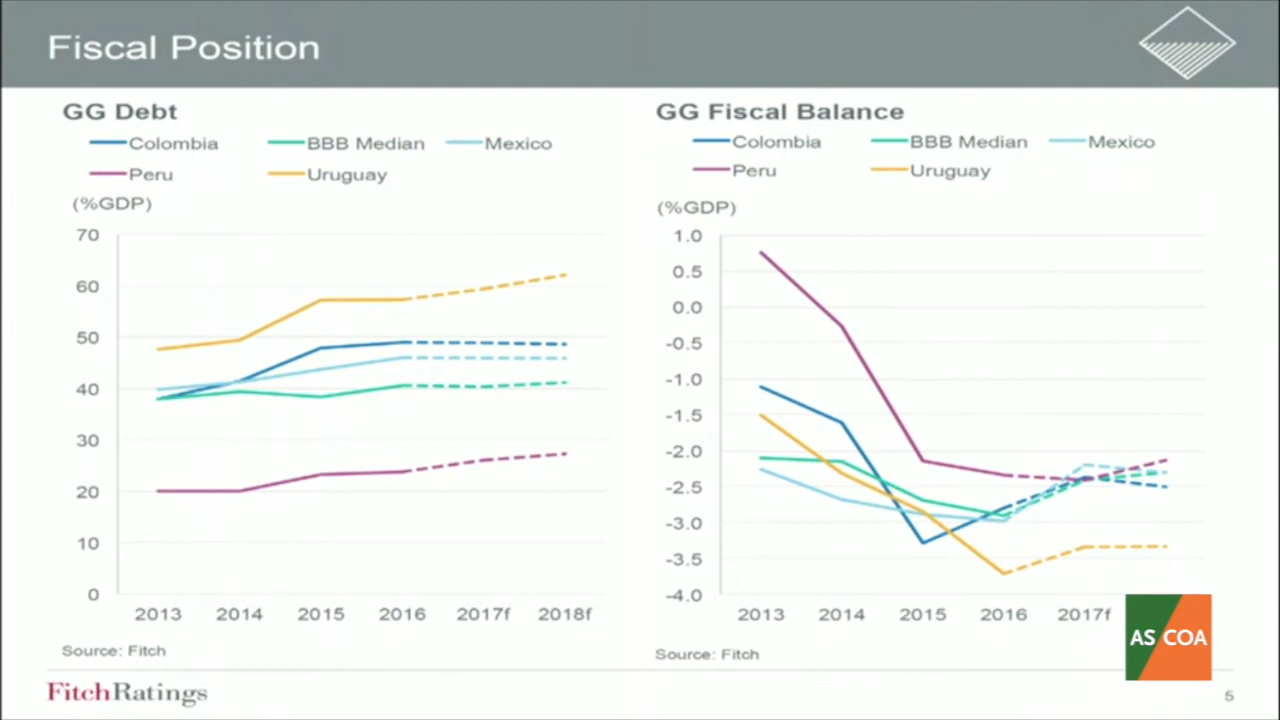 Fiscal Position
GG Debt
Colombia BBB Median Mexico
Peru Uruguay
(%GDP)
70
60
50
40
30
20
10
0
2013 2014 2015 2016 2017f 2018f
Source: Fitch
GG Fiscal Balance
Colombia BBB Median Mexico
Peru Uruguay
(%GDP)
1.0
0.5
0.0
-0.5
-1.0
-1.5
-2.0
-2.5
-3.0
-3.5
-4.0
2013 2014 2015 2016 2017f
Source: Fitch
AS COA
FitchRatings
5